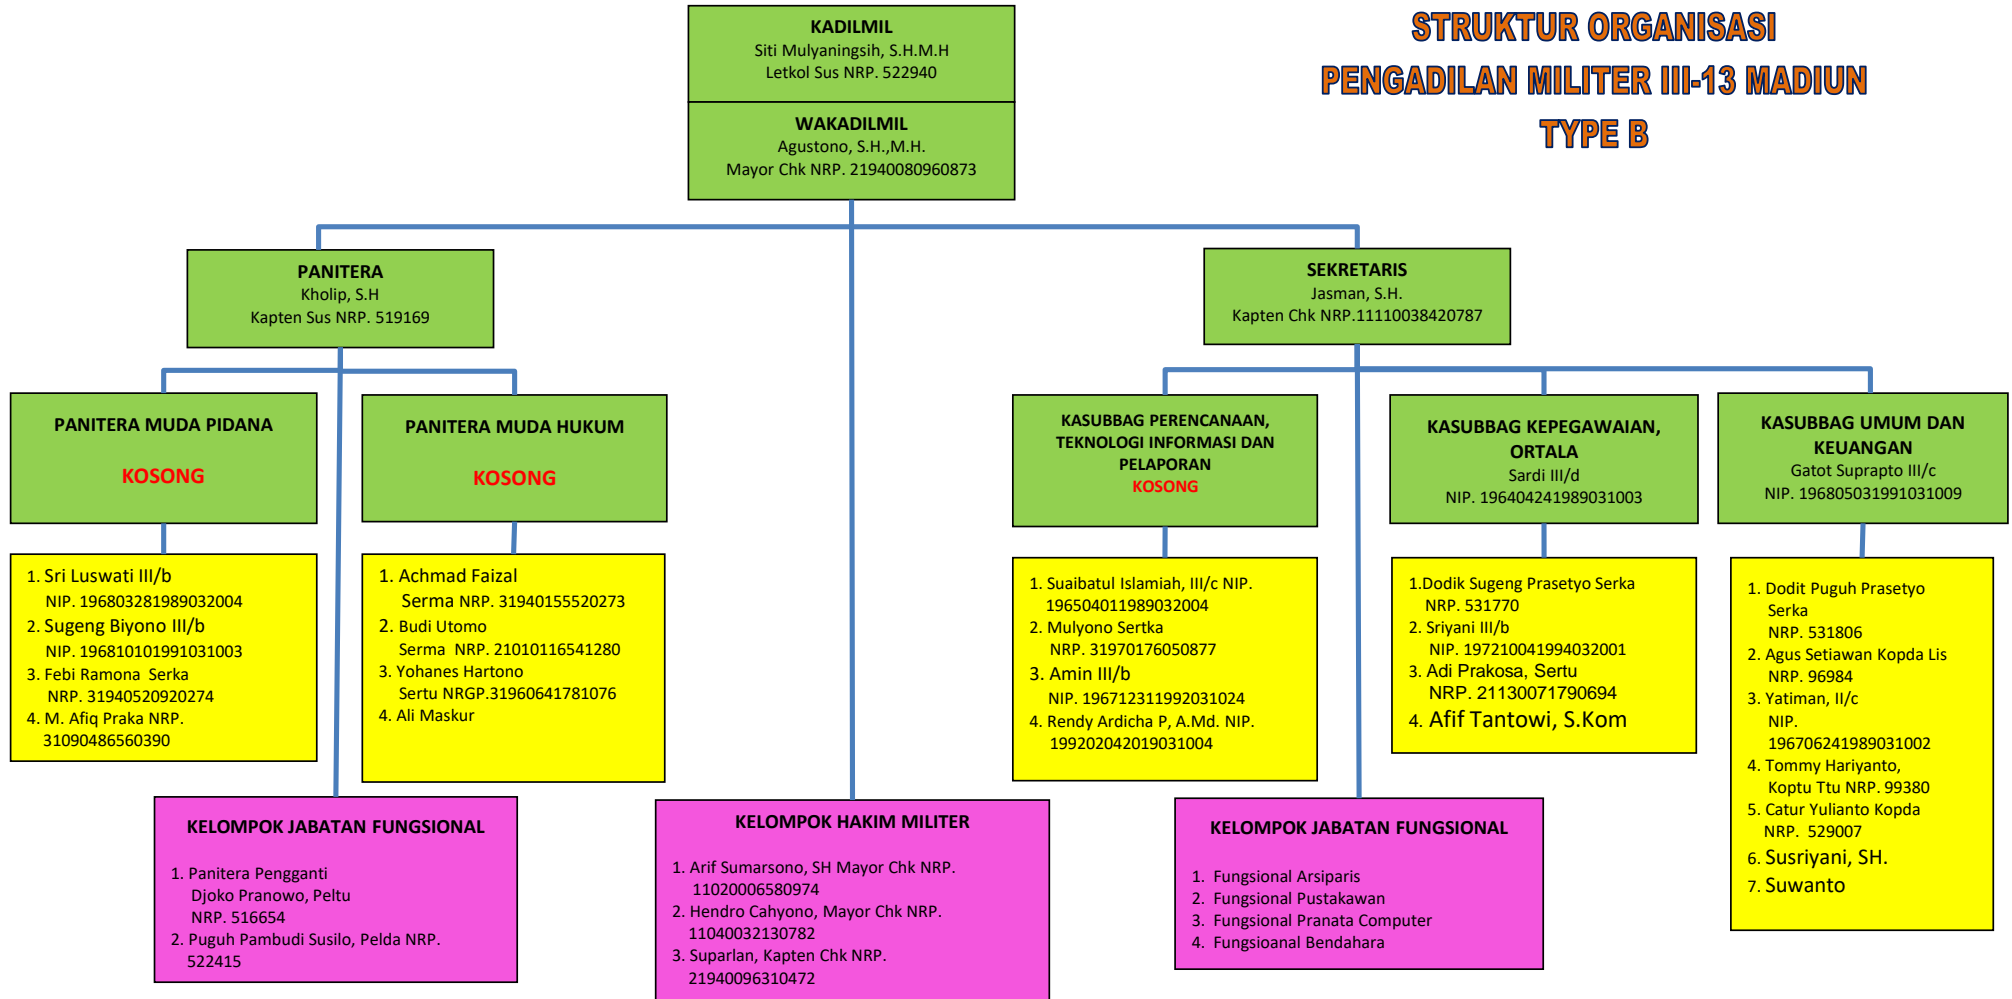 STRUKTUR ORGANISASI
PENGADILAN MILITER III-13 MADIUN
TYPE B
KADILMIL
Siti Mulyaningsih, S.H.M.H
Letkol Sus NRP. 522940
WAKADILMIL
Agustono, S.H.,M.H.
Mayor Chk NRP. 21940080960873
PANITERA
Kholip, S.H
Kapten Sus NRP. 519169
SEKRETARIS
Jasman, S.H.
Kapten Chk NRP.11110038420787
PANITERA MUDA PIDANA
KOSONG
PANITERA MUDA HUKUM
KOSONG
KASUBBAG PERENCANAAN,
TEKNOLOGI INFORMASI DAN
PELAPORAN
KOSONG
KASUBBAG KEPEGAWAIAN,
ORTALA
Sardi III/d
NIP. 196404241989031003
KASUBBAG UMUM DAN
KEUANGAN
Gatot Suprapto III/c
NIP. 196805031991031009
1. Sri Luswati III/b
NIP. 196803281989032004
2. Sugeng Biyono III/b
NIP. 196810101991031003
3. Febi Ramona  Serka
NRP. 31940520920274
4. M. Afiq Praka NRP.
31090486560390
1. Achmad Faizal
Serma NRP. 31940155520273
2. Budi Utomo
Serma  NRP. 21010116541280
3. Yohanes Hartono
Sertu NRGP.31960641781076
4. Ali Maskur
1. Suaibatul Islamiah, III/c NIP.
196504011989032004
2. Mulyono Sertka
NRP. 31970176050877
3. Amin III/b
NIP. 196712311992031024
4. Rendy Ardicha P, A.Md. NIP.
199202042019031004
1.Dodik Sugeng Prasetyo Serka
NRP. 531770
2. Sriyani III/b
NIP. 197210041994032001
3. Adi Prakosa, Sertu
NRP. 21130071790694
4. Afif Tantowi, S.Kom
1. Dodit Puguh Prasetyo
Serka
NRP. 531806
2. Agus Setiawan Kopda Lis
NRP. 96984
3. Yatiman, II/c
NIP.
196706241989031002
4. Tommy Hariyanto,
Koptu Ttu NRP. 99380
5. Catur Yulianto Kopda
NRP.  529007
6. Susriyani, SH.
7. Suwanto
KELOMPOK JABATAN FUNGSIONAL
1. Panitera Pengganti
Djoko Pranowo, Peltu
NRP. 516654
2. Puguh Pambudi Susilo, Pelda NRP.
522415
KELOMPOK HAKIM MILITER
1. Arif Sumarsono, SH Mayor Chk NRP.
11020006580974
2. Hendro Cahyono, Mayor Chk NRP.
11040032130782
3. Suparlan, Kapten Chk NRP.
21940096310472
KELOMPOK JABATAN FUNGSIONAL
1. Fungsional Arsiparis
2. Fungsional Pustakawan
3. Fungsional Pranata Computer
4. Fungsioanal Bendahara